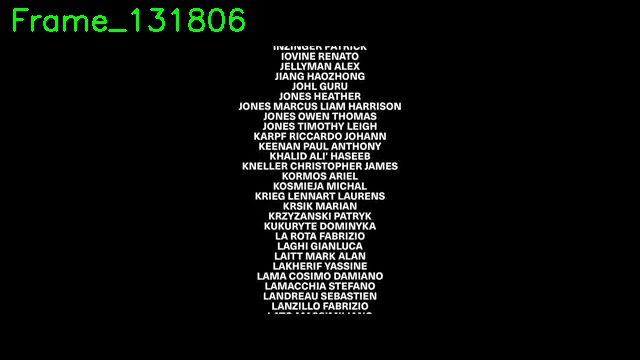 Frame_131806
INZINGER PATRICK
IOVINE RENATO
JELLYMAN ALEX
JIANG HAOZHONG
JOHL GURU
JONES HEATHER
JONES MARCUS LIAM HARRISON
JONES OWEN THOMAS
JONES TIMOTHY LEIGH
KARPF RICCARDO JOHANN
KEENAN PAUL ANTHONY
KHALID ALI' HASEEB
KNELLER CHRISTOPHER JAMES
KORMOS ARIEL
KOSMIEJA MICHAL
KRIEG LENNART LAURENS
KRSIK MARIAN
KRZYZANSKI PATRYK
KUKURYTE DOMINYKA
LA ROTA FABRIZIO
LAGHI GIANLUCA
LAITT MARK ALAN
LAKHERIF YASSINE
LAMA COSIMO DAMIANO
LAMACCHIA STEFANO
LANDREAU SEBASTIEN
LANZILLO FABRIZIO